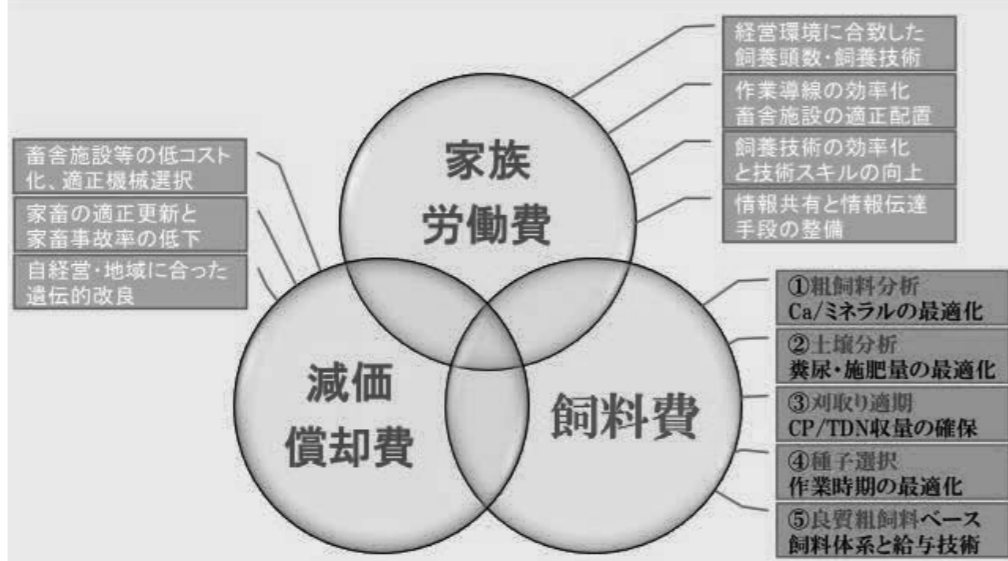 経営環境に合致した
飼養頭数・飼養技術
作業導線の効率化
畜舎施設の適正配置
飼養技術の効率化
と技術スキルの向上
情報共有と情報伝達
手段の整備
家族
労働費
畜舎施設等の低コスト
化、適正機械選択
家畜の適正更新と
家畜事故率の低下
自経営・地域に合った
遺伝的改良
減価
償却費
飼料費
①粗飼料分析
Ca/ミネラルの最適化
②土壌分析
糞尿・施肥量の最適化
③刈取り適期
CP/TDN収量の確保
④種子選択
作業時期の最適化
⑤良質粗飼料ベース
飼料体系と給与技術